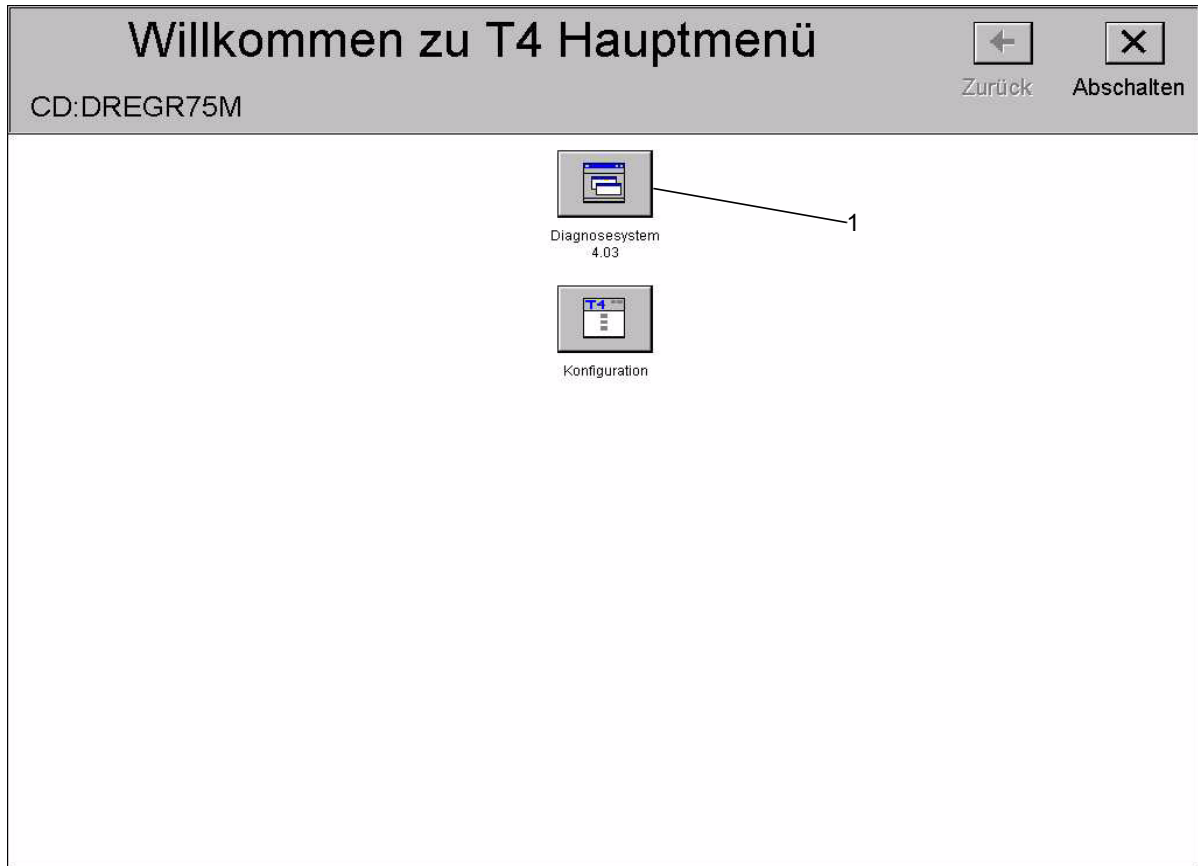 Willkommen zu T4 Hauptmenü
Zurück
Abschalten
CD:DREGR75M
1
Diagnosesystem
4.03
T4
Konfiguration